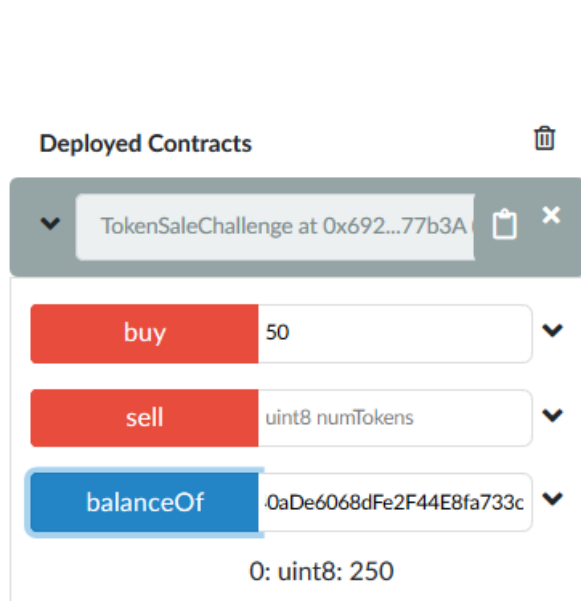 Deployed Contracts
TokenSaleChallenge at 0x692...77b3A
buy 50
sell uint8 numTokens
balanceOf 0aDe6068dFe2F44E8fa733c
0: uint8: 250